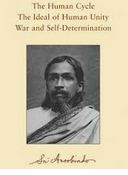 The Human Cycle
The Ideal of Human Unity
War and Self-Determination
Sri Aurobindo